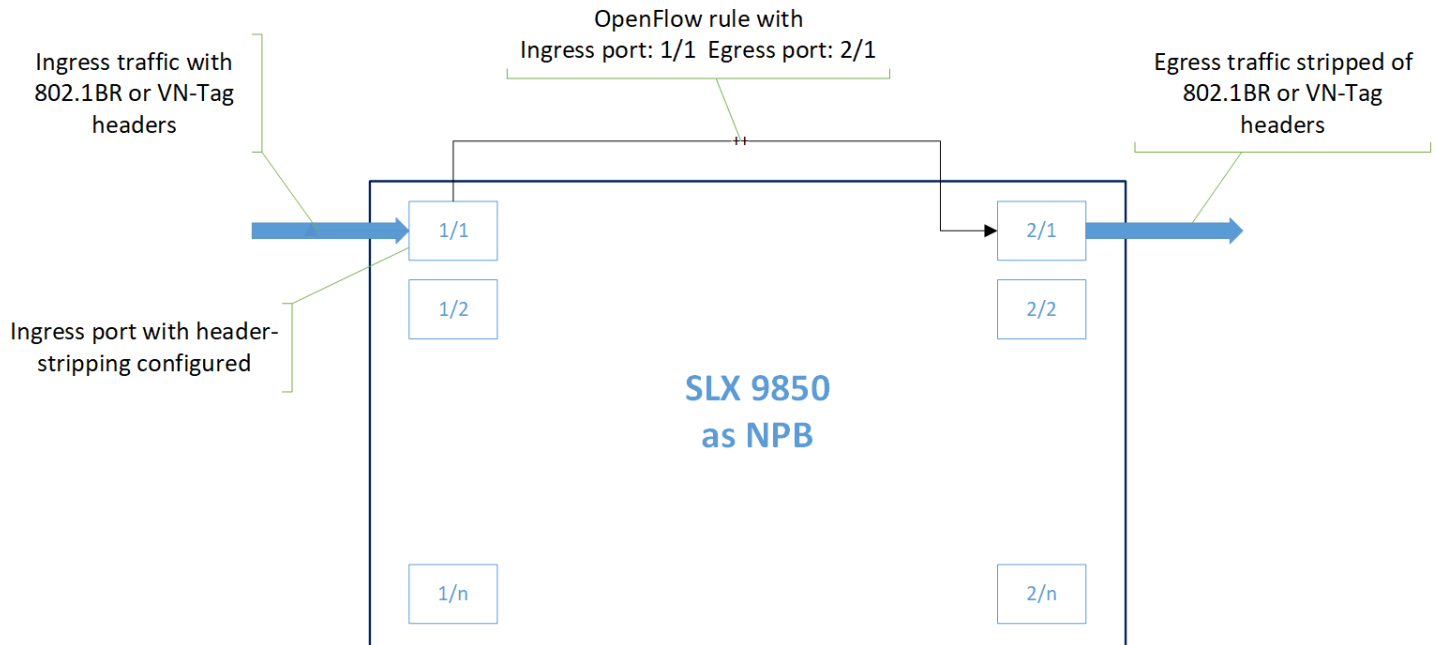 OpenFlow rule with
Ingress port: 1/1  Egress port: 2/1
Ingress traffic with
802.1BR or VN-Tag
headers
Egress traffic stripped of
802.1BR or VN-Tag
headers
1/1
2/1
1/2
2/2
Ingress port with header-
stripping configured
SLX 9850
as NPB
1/n
2/n